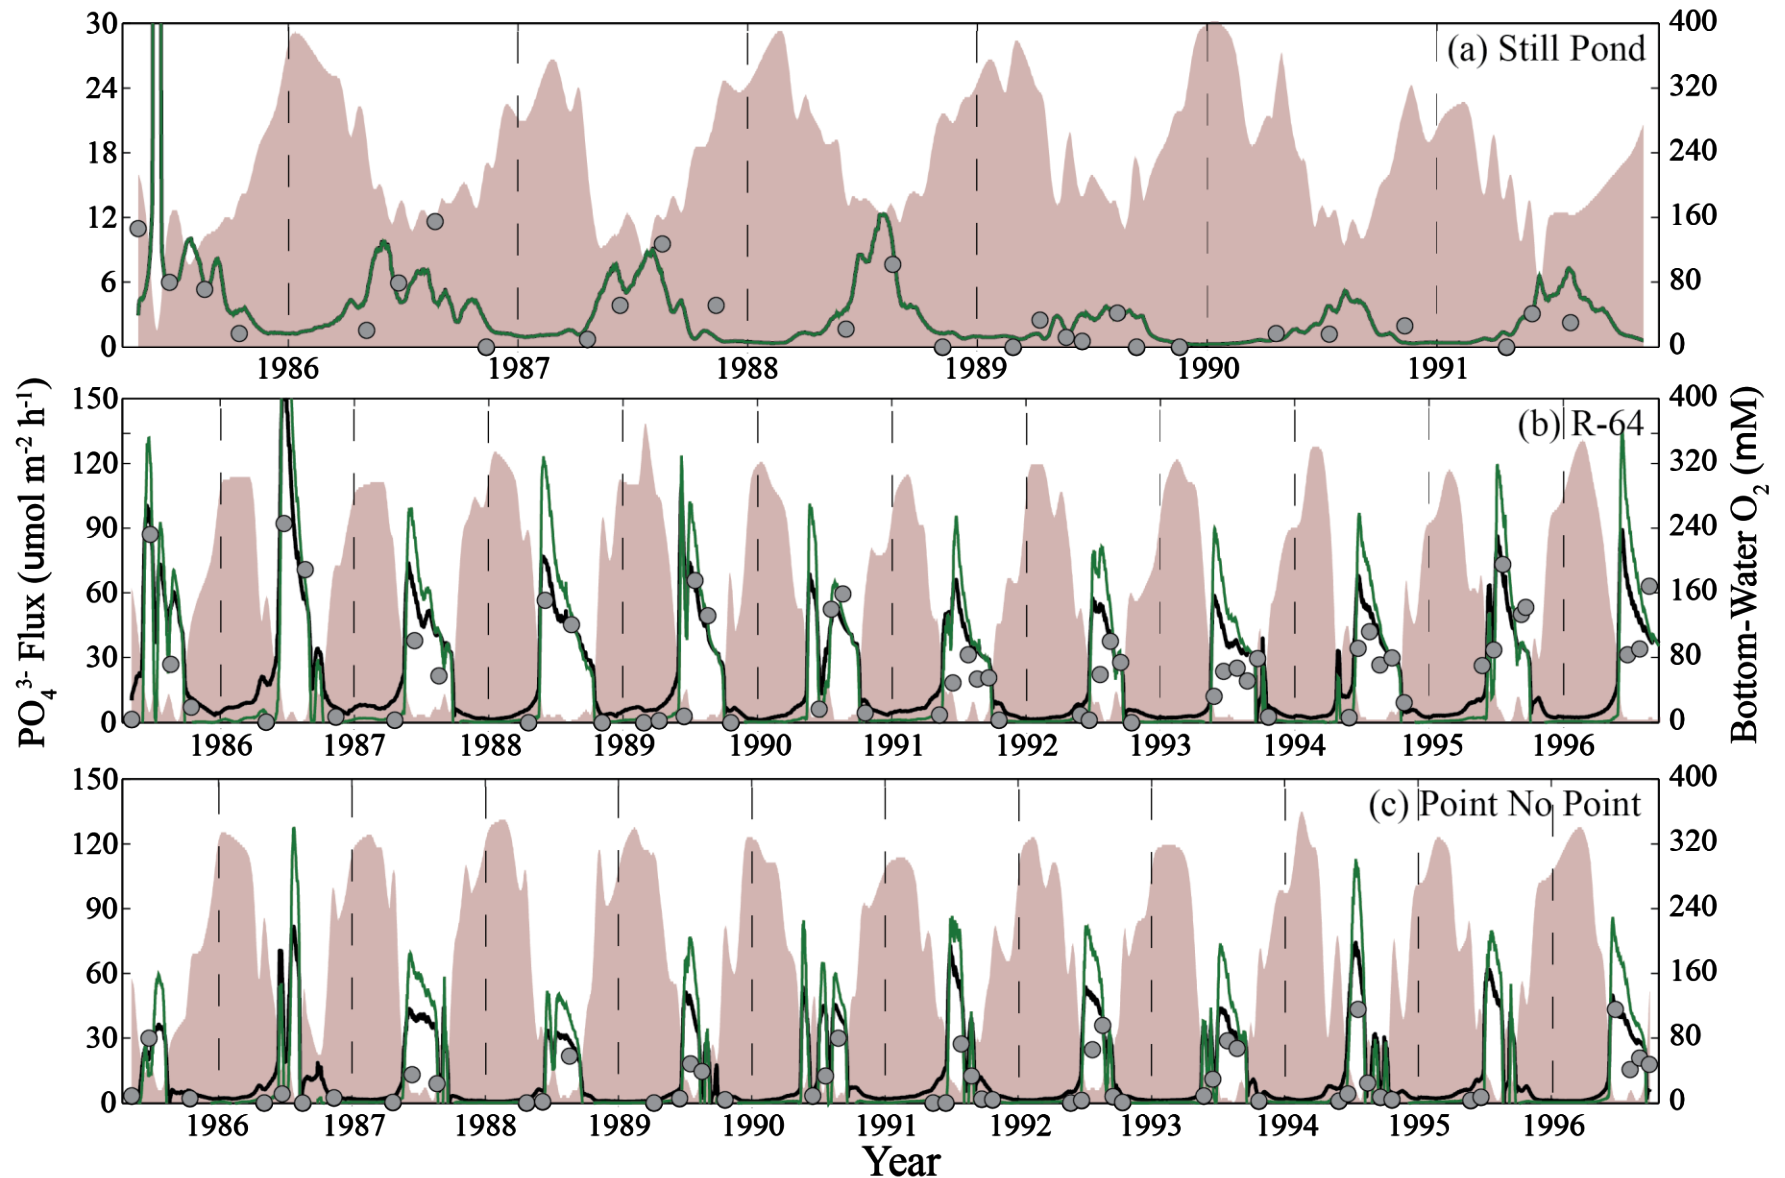 30 24 18 12 6 0
(a) Still Pond
400 320 240 160 80 0
1986 1987 1988 1989 1990 1991
PO₄³⁻ Flux (umol m⁻² h⁻¹)
150 120 90 60 30 0
(b) R-64
400 320 240 160 80 0
Bottom-Water O₂ (mM)
1986 1987 1988 1989 1990 1991 1992 1993 1994 1995 1996
150 120 90 60 30 0
(c) Point No Point
400 320 240 160 80 0
1986 1987 1988 1989 1990 1991 1992 1993 1994 1995 1996
Year